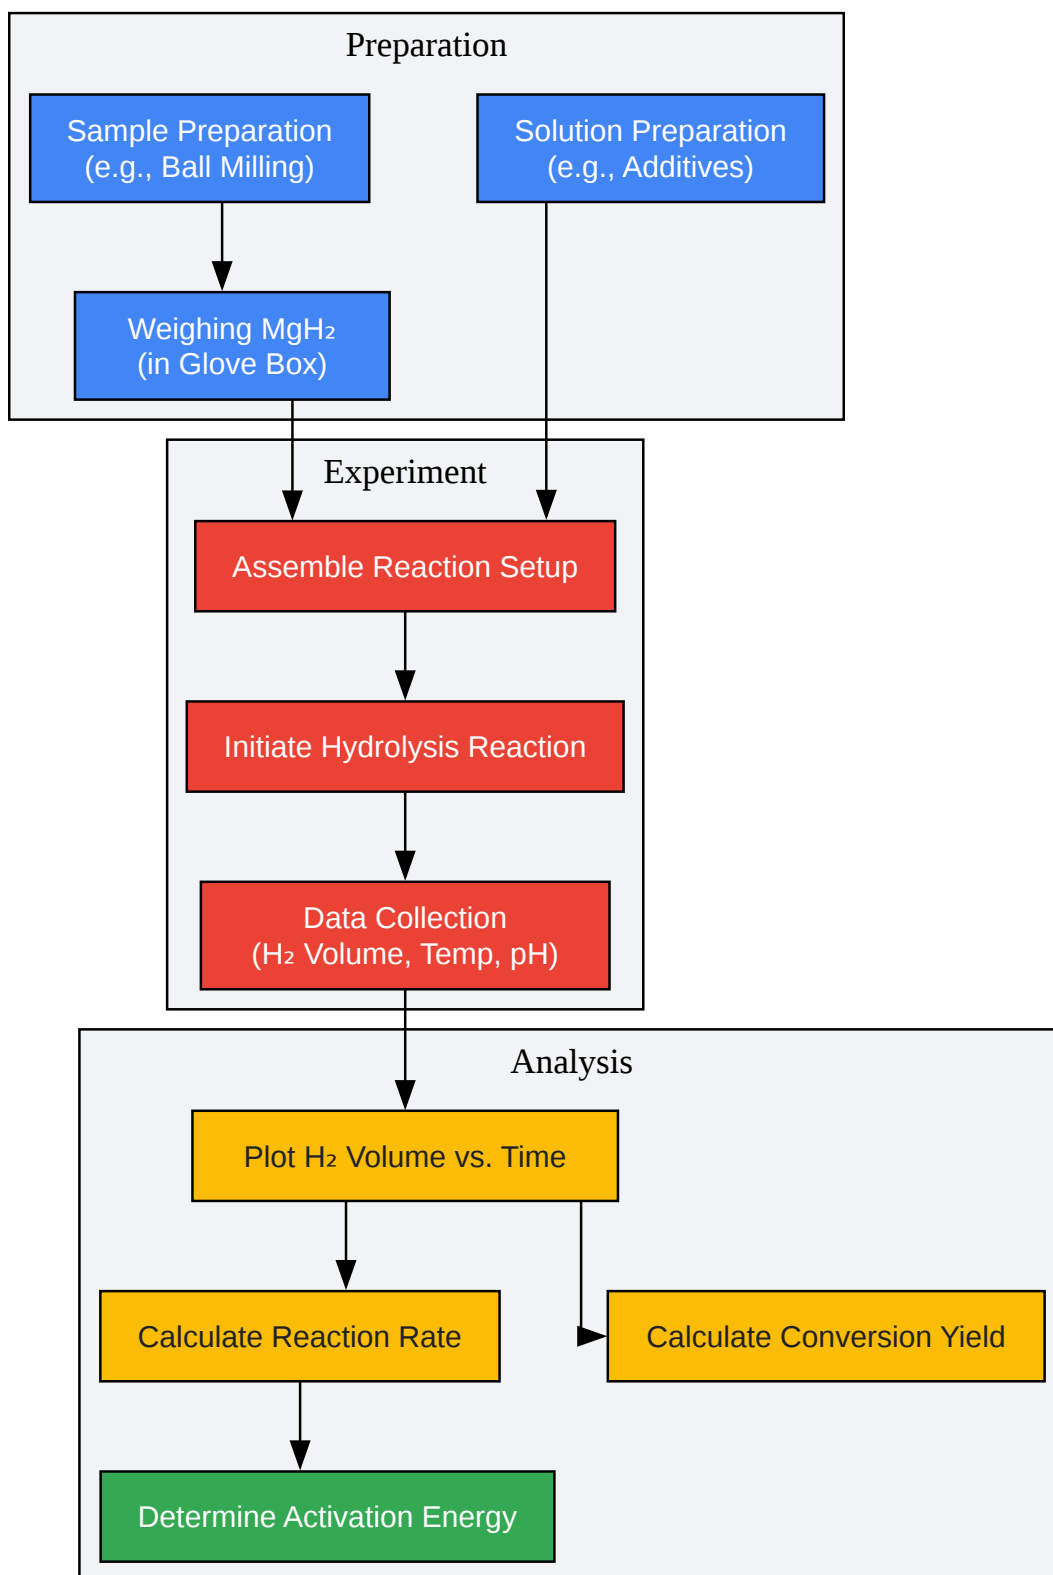 Preparation
Sample Preparation
(e.g., Ball Milling)
Solution Preparation
(e.g., Additives)
Weighing MgH₂
(in Glove Box)
Experiment
Assemble Reaction Setup
Initiate Hydrolysis Reaction
Data Collection
(H₂ Volume, Temp, pH)
Analysis
Plot H₂ Volume vs. Time
Calculate Reaction Rate
Calculate Conversion Yield
Determine Activation Energy